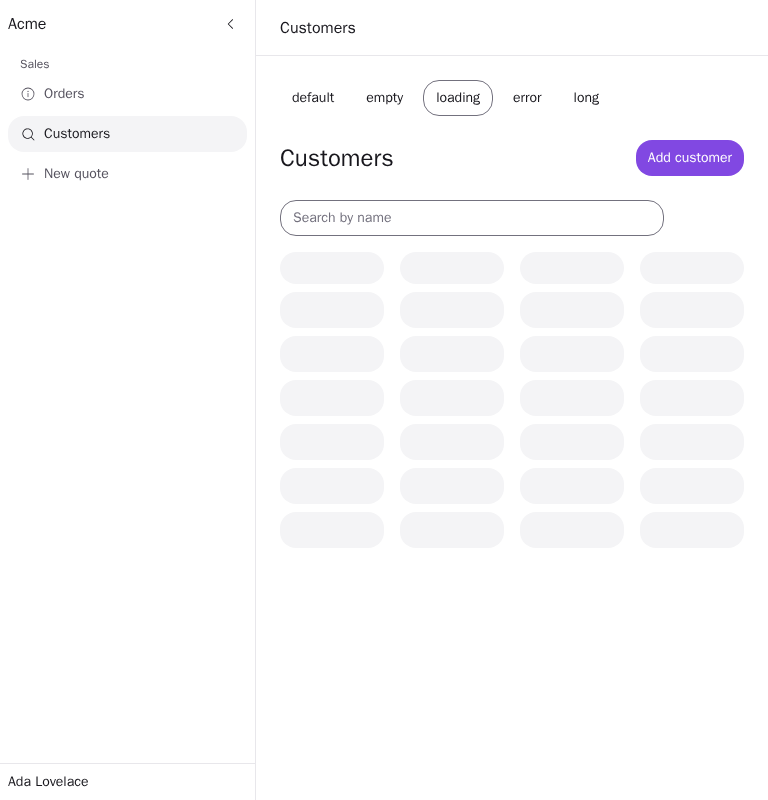 Acme
Sales
Orders
Customers
New quote
Ada Lovelace
Customers
default empty loading error long
Customers
Add customer
Search by name